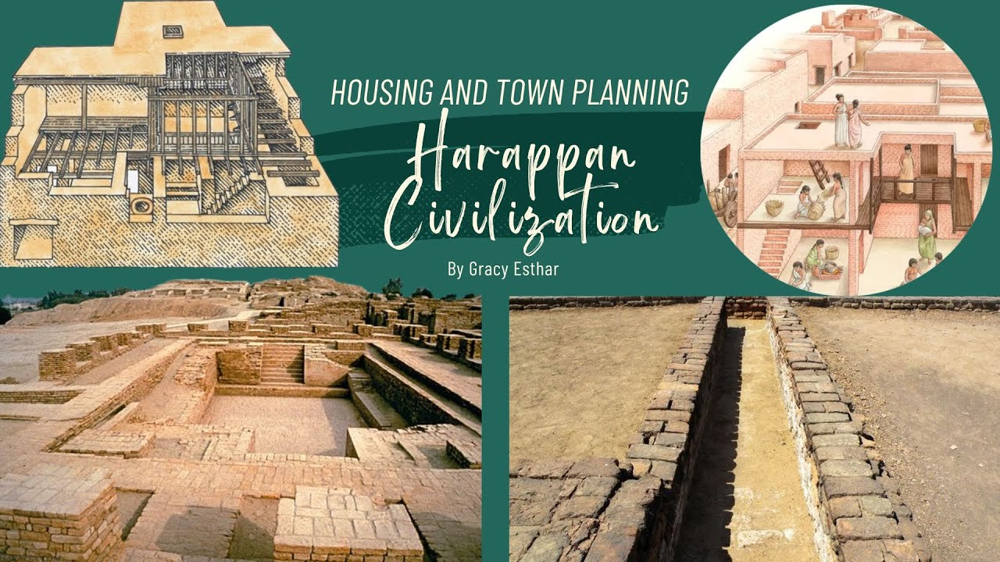 HOUSING AND TOWN PLANNING
Harappan
Civilization
By Gracy Esthar